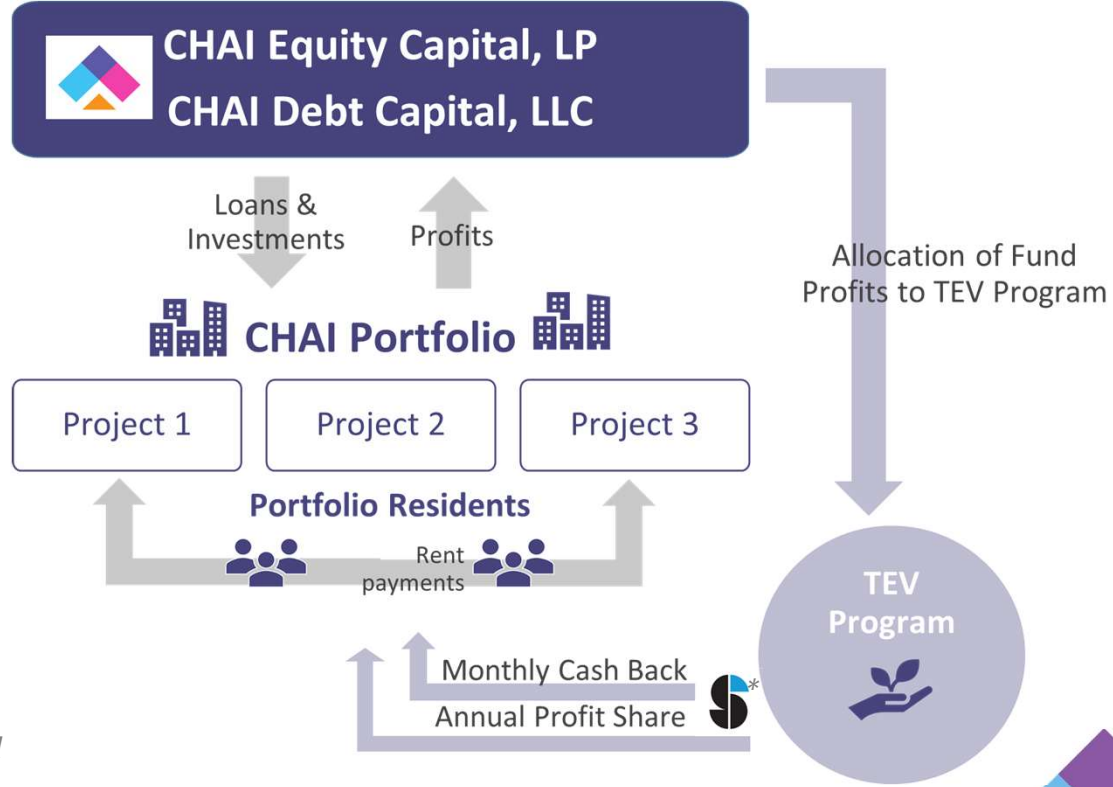 CHAI Equity Capital, LP
CHAI Debt Capital, LLC
Loans &
Investments
Profits
Allocation of Fund
Profits to TEV Program
CHAI Portfolio
Project 1
Project 2
Project 3
Portfolio Residents
Rent
payments
TEV
Program
Monthly Cash Back
*
Annual Profit Share